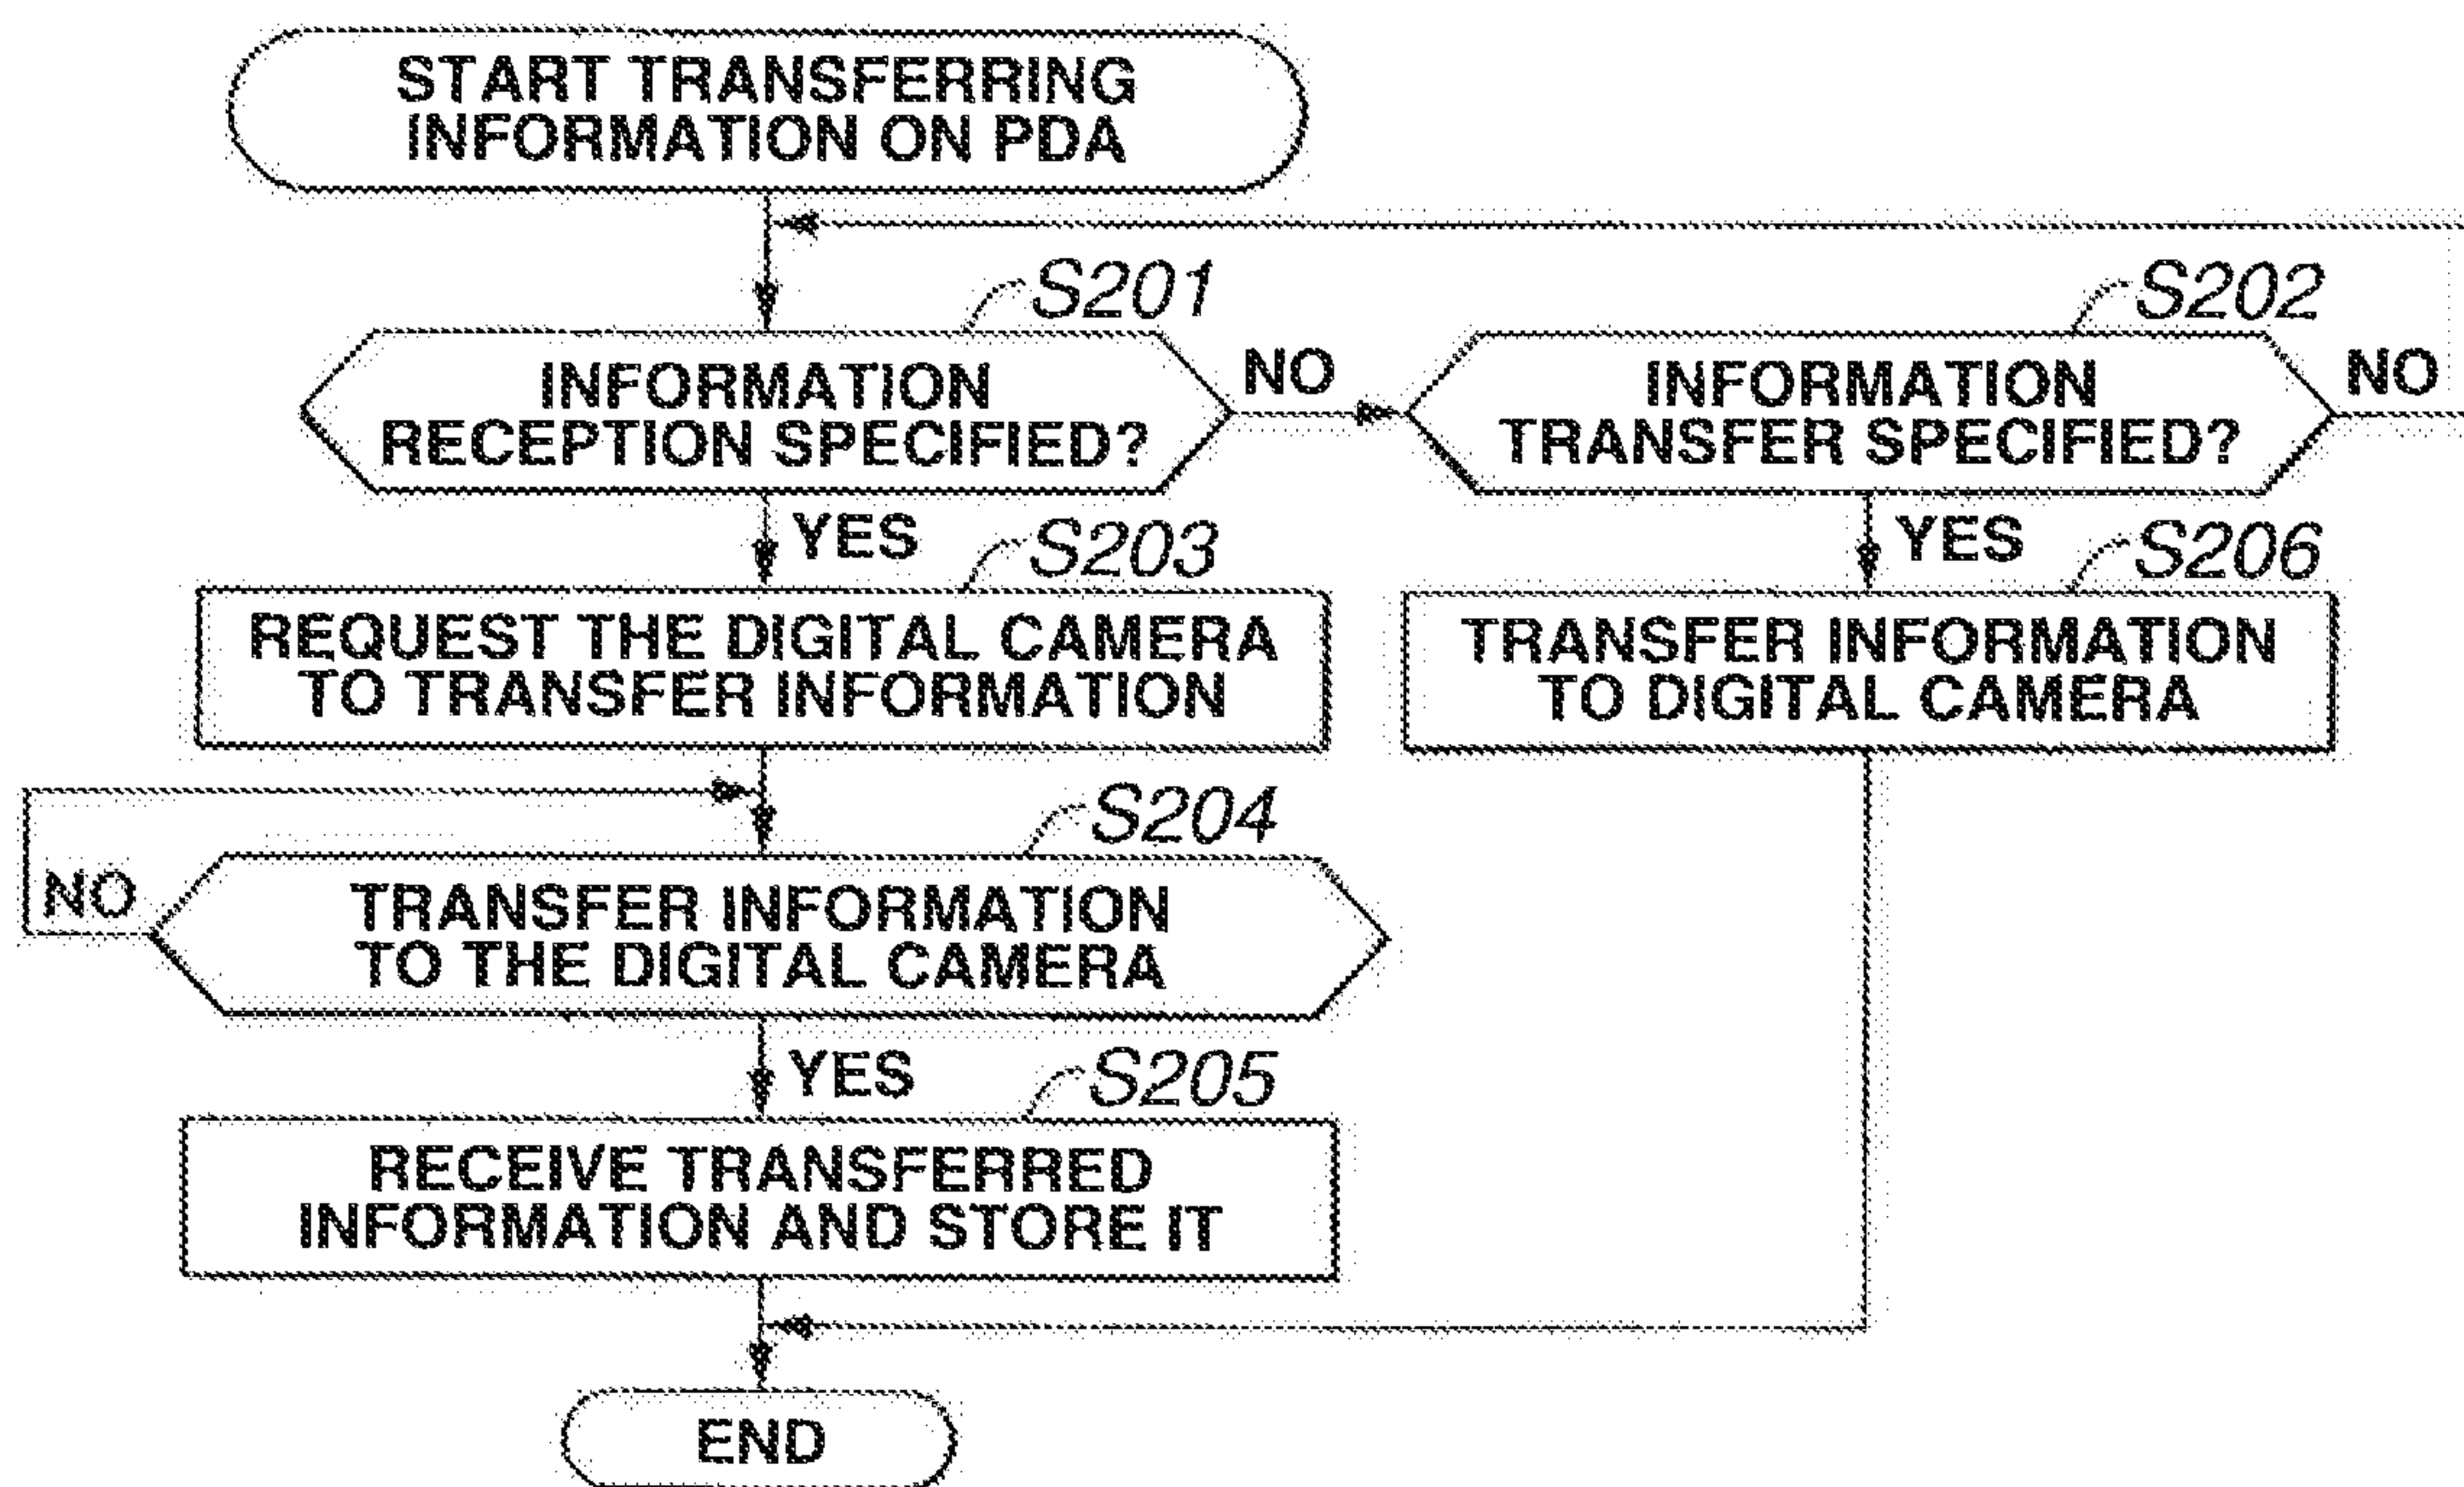 START TRANSFERRING
INFORMATION ON PDA
S201
INFORMATION
RECEPTION SPECIFIED?
NO
S202
INFORMATION
TRANSFER SPECIFIED?
NO
YES
S203
REQUEST THE DIGITAL CAMERA
TO TRANSFER INFORMATION
YES
S206
TRANSFER INFORMATION
TO DIGITAL CAMERA
S204
NO
TRANSFER INFORMATION
TO THE DIGITAL CAMERA
YES
S205
RECEIVE TRANSFERRED
INFORMATION AND STORE IT
END